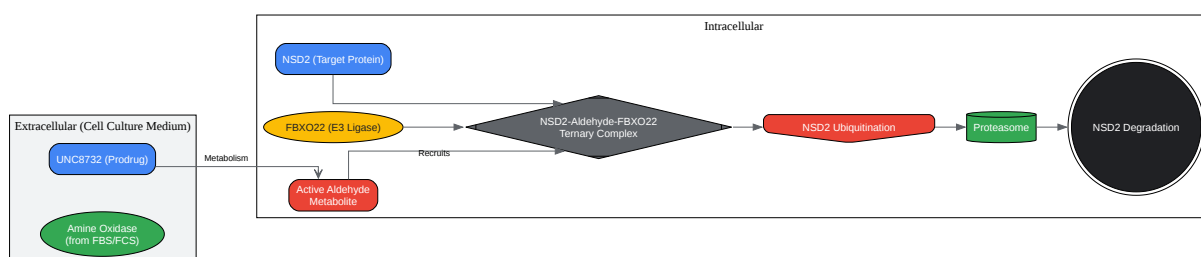 Intracellular
NSD2 (Target Protein)
Extracellular (Cell Culture Medium)
FBXO22 (E3 Ligase)
NSD2-Aldehyde-FBXO22
Ternary Complex
NSD2 Ubiquitination
Proteasome
NSD2 Degradation
UNC8732 (Prodrug)
Metabolism
Recruits
Active Aldehyde
Metabolite
Amine Oxidase
(from FBS/FCS)